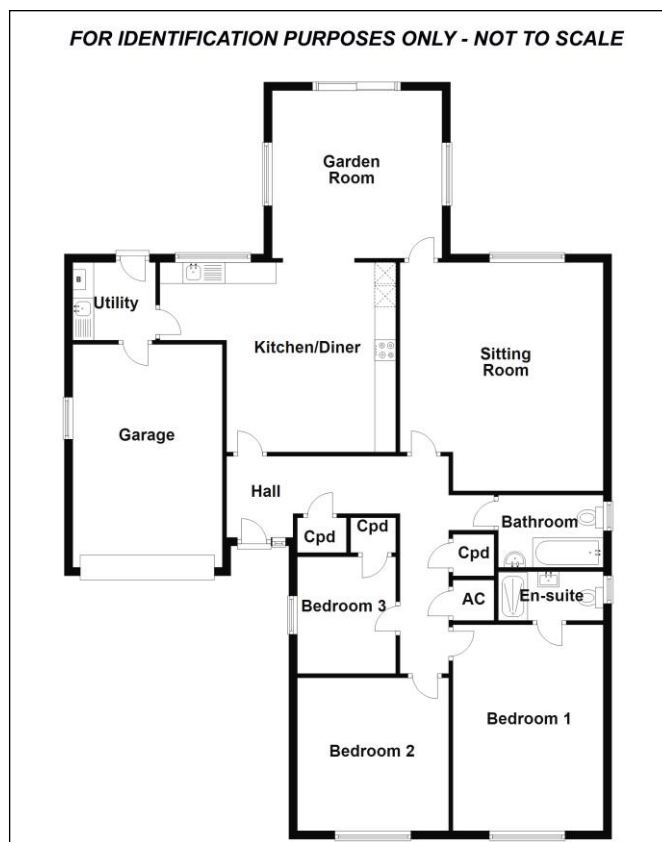 FOR IDENTIFICATION PURPOSES ONLY - NOT TO SCALE
Garden
Room
Utility
Kitchen/Diner
Sitting
Room
Garage
Hall
Cpd
Cpd
Bathroom
Cpd
Bedroom 3
AC
En-suite
Bedroom 1
Bedroom 2